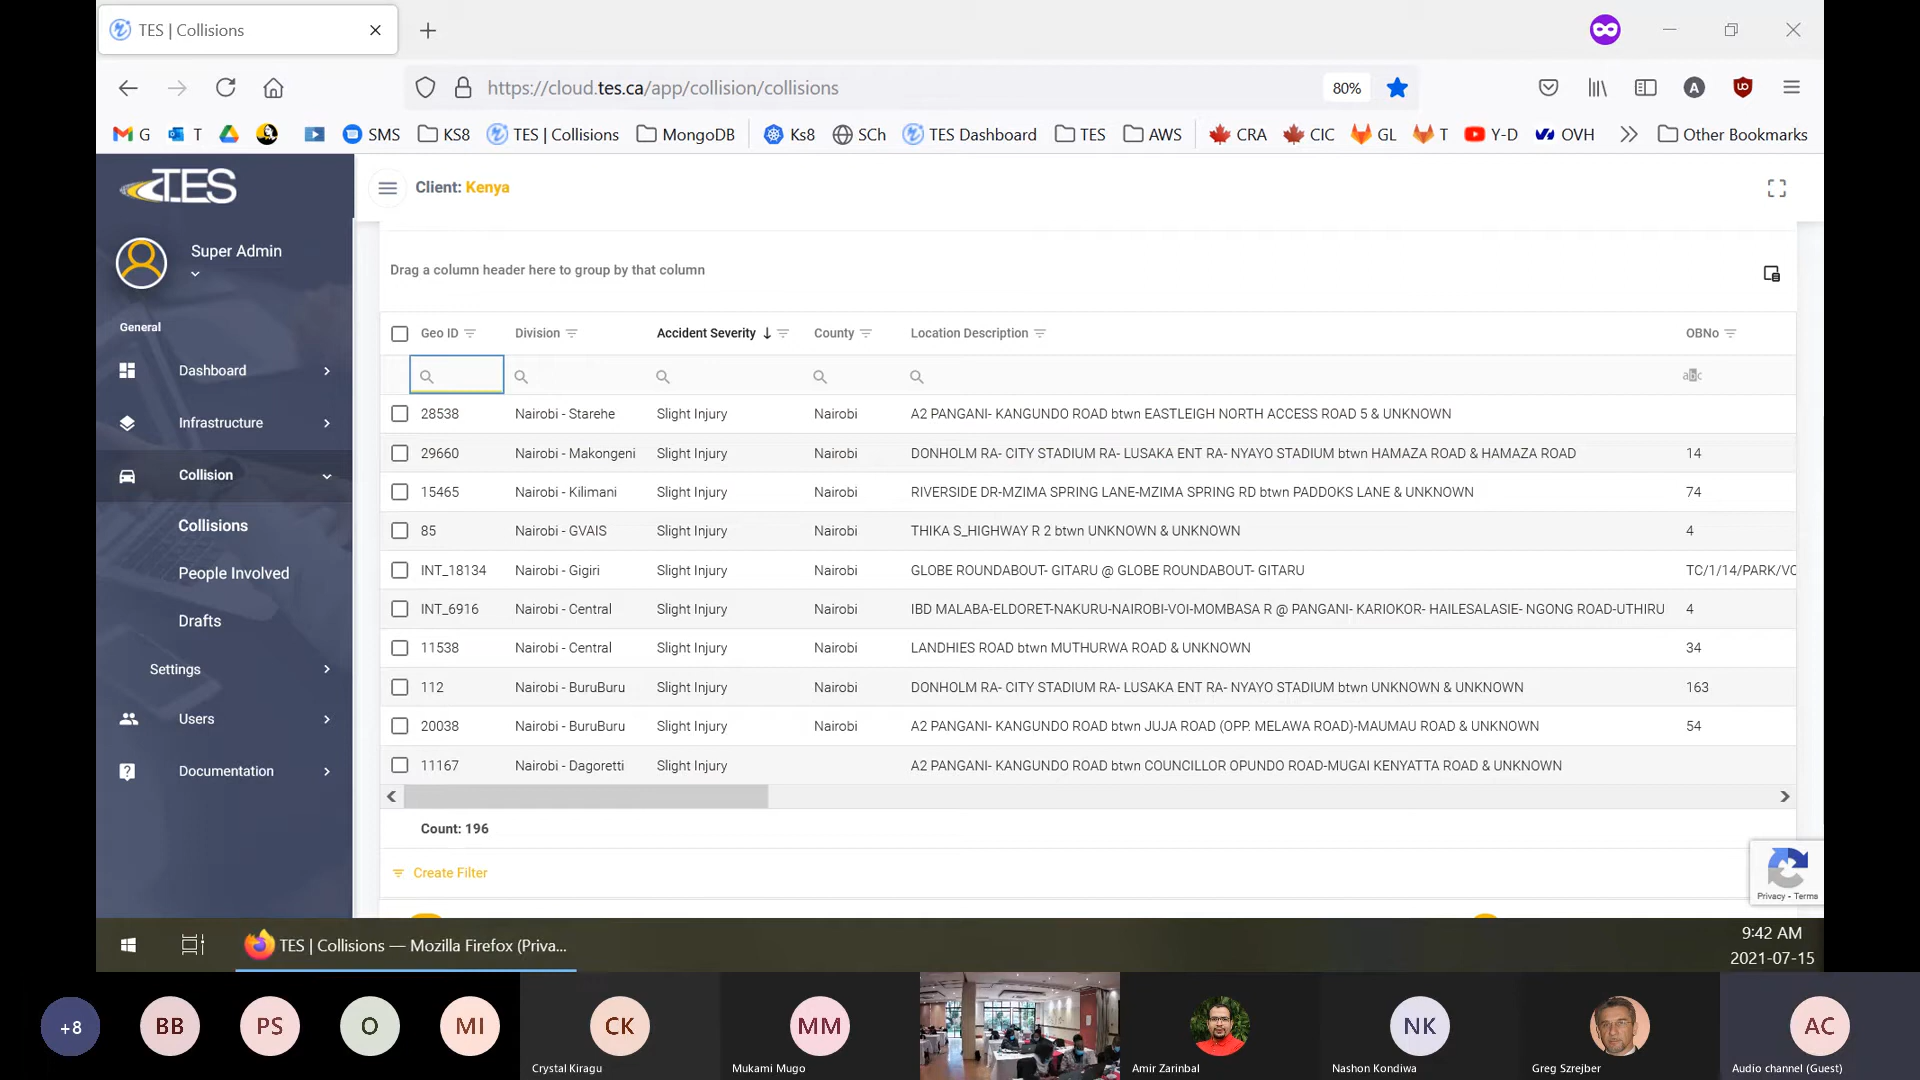 TES | Collisions
https://cloud.tes.ca/app/collision/collisions
80%
A
G
T
SMS
KS8
TES | Collisions
MongoDB
Ks8
SCh
TES Dashboard
TES
AWS
CRA
CIC
GL
T
Y-D
OVH
Other Bookmarks
TES
Client: Kenya
Super Admin
General
Dashboard
Infrastructure
Collision
Collisions
People Involved
Drafts
Settings
Users
Documentation
Drag a column header here to group by that column
Geo ID Division Accident Severity County Location Description OBNo
28538 Nairobi - Starehe Slight Injury Nairobi A2 PANGANI- KANGUNDO ROAD btwn EASTLEIGH NORTH ACCESS ROAD 5 & UNKNOWN
29660 Nairobi - Makongeni Slight Injury Nairobi DONHOLM RA- CITY STADIUM RA- LUSAKA ENT RA- NYAYO STADIUM btwn HAMAZA ROAD & HAMAZA ROAD 14
15465 Nairobi - Kilimani Slight Injury Nairobi RIVERSIDE DR-MZIMA SPRING LANE-MZIMA SPRING RD btwn PADDOKS LANE & UNKNOWN 74
85 Nairobi - GVAIS Slight Injury Nairobi THIKA S_HIGHWAY R 2 btwn UNKNOWN & UNKNOWN 4
INT_18134 Nairobi - Gigiri Slight Injury Nairobi GLOBE ROUNDABOUT- GITARU @ GLOBE ROUNDABOUT- GITARU TC/1/14/PARK/VC
INT_6916 Nairobi - Central Slight Injury Nairobi IBD MALABA-ELDORET-NAKURU-NAIROBI-VOI-MOMBASA R @ PANGANI- KARIOKOR- HAILESALASIE- NGONG ROAD-UTHIRU 4
11538 Nairobi - Central Slight Injury Nairobi LANDHIES ROAD btwn MUTHURWA ROAD & UNKNOWN 34
112 Nairobi - BuruBuru Slight Injury Nairobi DONHOLM RA- CITY STADIUM RA- LUSAKA ENT RA- NYAYO STADIUM btwn UNKNOWN & UNKNOWN 163
20038 Nairobi - BuruBuru Slight Injury Nairobi A2 PANGANI- KANGUNDO ROAD btwn JUJA ROAD (OPP. MELAWA ROAD)-MAUMAU ROAD & UNKNOWN 54
11167 Nairobi - Dagoretti Slight Injury A2 PANGANI- KANGUNDO ROAD btwn COUNCILLOR OPUNDO ROAD-MUGAI KENYATTA ROAD & UNKNOWN
Count: 196
Create Filter
Privacy - Terms
TES | Collisions — Mozilla Firefox (Priva...
9:42 AM
2021-07-15
+8
BB
PS
O
MI
CK
Crystal Kiragu
MM
Mukami Mugo
Amir Zarinbal
NK
Nashon Kondiwa
Greg Szrejber
AC
Audio channel (Guest)